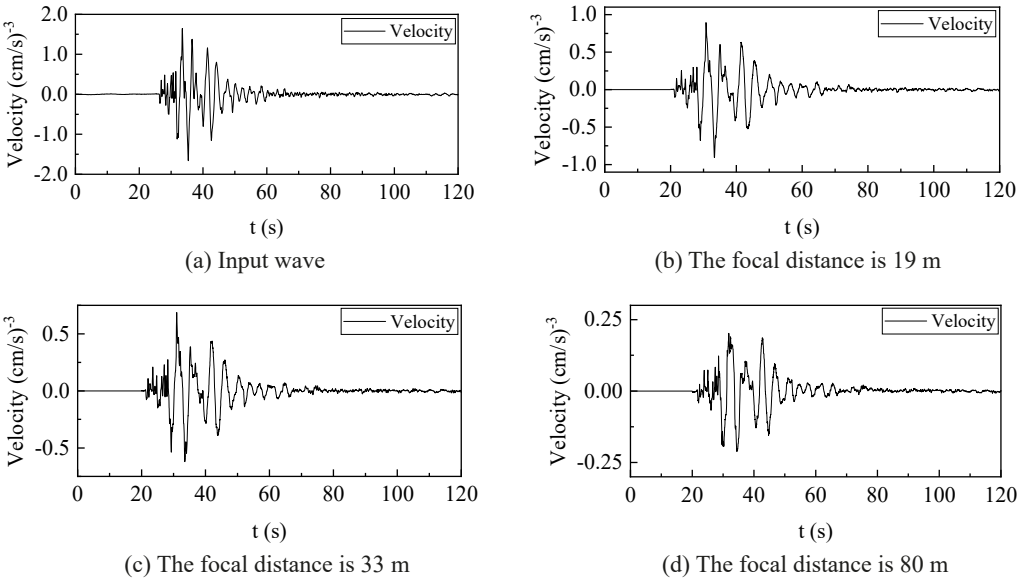 Velocity (cm/s)⁻³
2.0
1.0
0.0
-1.0
-2.0
Velocity
0 20 40 60 80 100 120
t (s)
(a) Input wave
Velocity (cm/s)⁻³
1.0
0.5
0.0
-0.5
-1.0
Velocity
0 20 40 60 80 100 120
t (s)
(b) The focal distance is 19 m
Velocity (cm/s)⁻³
0.5
0.0
-0.5
Velocity
0 20 40 60 80 100 120
t (s)
(c) The focal distance is 33 m
Velocity (cm/s)⁻³
0.25
0.00
-0.25
Velocity
0 20 40 60 80 100 120
t (s)
(d) The focal distance is 80 m